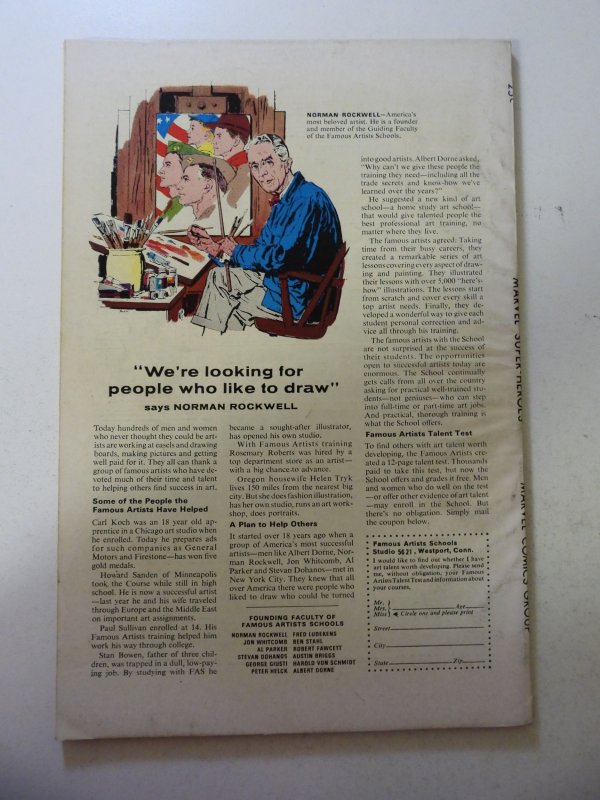 NORMAN ROCKWELL—America's
most beloved artist. He is a founder
and member of the Guiding Faculty
of the Famous Artists Schools.
"We're looking for
people who like to draw"
says NORMAN ROCKWELL
Today hundreds of men and women
who never thought they could be art-
ists are working at easels and drawing
boards, making pictures and getting
well paid for it. They all can thank a
group of famous artists who have de-
voted much of their time and talent
to helping others find success in art.
Some of the People the
Famous Artists Have Helped
Carl Koch was an 18 year old ap-
prentice in a Chicago art studio when
he enrolled. Today he prepares ads
for such companies as General
Motors and Firestone—has won five
gold medals.
Howard Sanden of Minneapolis
took the Course while still in high
school. He is now a successful artist
—last year he and his wife traveled
through Europe and the Middle East
on important art assignments.
Paul Sullivan enrolled at 14. His
Famous Artists training helped him
work his way through college.
Stan Bowen, father of three chil-
dren, was trapped in a dull, low-pay-
ing job. By studying with FAS he
became a sought-after illustrator,
has opened his own studio.
With Famous Artists training
Rosemary Roberts was hired by a
top department store as an artist—
with a big chance to advance.
Oregon housewife Helen Tryk
lives 150 miles from the nearest big
city. But she does fashion illustration,
has her own studio, runs an art work-
shop, does portraits.
A Plan to Help Others
It started over 18 years ago when a
group of America's most successful
artists—men like Albert Dorne, Nor-
man Rockwell, Jon Whitcomb, Al
Parker and Stevan Dohanos—met in
New York City. They knew that all
over America there were people who
liked to draw who could be turned
FOUNDING FACULTY OF
FAMOUS ARTISTS SCHOOLS
NORMAN ROCKWELL FRED LUDEKENS
JON WHITCOMB BEN STAHL
AL PARKER ROBERT FAWCETT
STEVAN DOHANOS AUSTIN BRIGGS
GEORGE GIUSTI HAROLD VON SCHMIDT
PETER HELCK ALBERT DORNE
into good artists. Albert Dorne asked,
"Why can't we give these people the
training they need—including all the
trade secrets and know-how we've
learned over the years?"
He suggested a new kind of art
school—a home study art school—
that would give talented people the
best professional art training, no
matter where they live.
The famous artists agreed: Taking
time from their busy careers, they
created a remarkable series of art
lessons covering every aspect of draw-
ing and painting. They illustrated
their lessons with over 5,000 "here's-
how" illustrations. The lessons start
from scratch and cover every skill a
top artist needs. Finally, they de-
veloped a wonderful way to give each
student personal correction and ad-
vice all through his training.
The famous artists with the School
are not surprised at the success of
their students. The opportunities
open to successful artists today are
enormous. The School continually
gets calls from all over the country
asking for practical well-trained stu-
dents—not geniuses—who can step
into full-time or part-time art jobs.
And practical, thorough training is
what the School offers.
Famous Artists Talent Test
To find others with art talent worth
developing, the Famous Artists cre-
ated a 12-page talent test. Thousands
paid to take this test, but now the
School offers and grades it free. Men
and women who do well on the test
—or offer other evidence of art talent
—may enroll in the School. But
there's no obligation. Simply mail
the coupon below.
Famous Artists Schools
Studio 5621, Westport, Conn.
I would like to find out whether I have
art talent worth developing. Please send
me, without obligation, your Famous
Artists Talent Test and information about
your courses.
Mr.
Mrs. Age
Miss Circle one and please print
Street
City
State Zip
25¢
MARVEL SUPER-HEROES
MARVEL COMICS GROUP